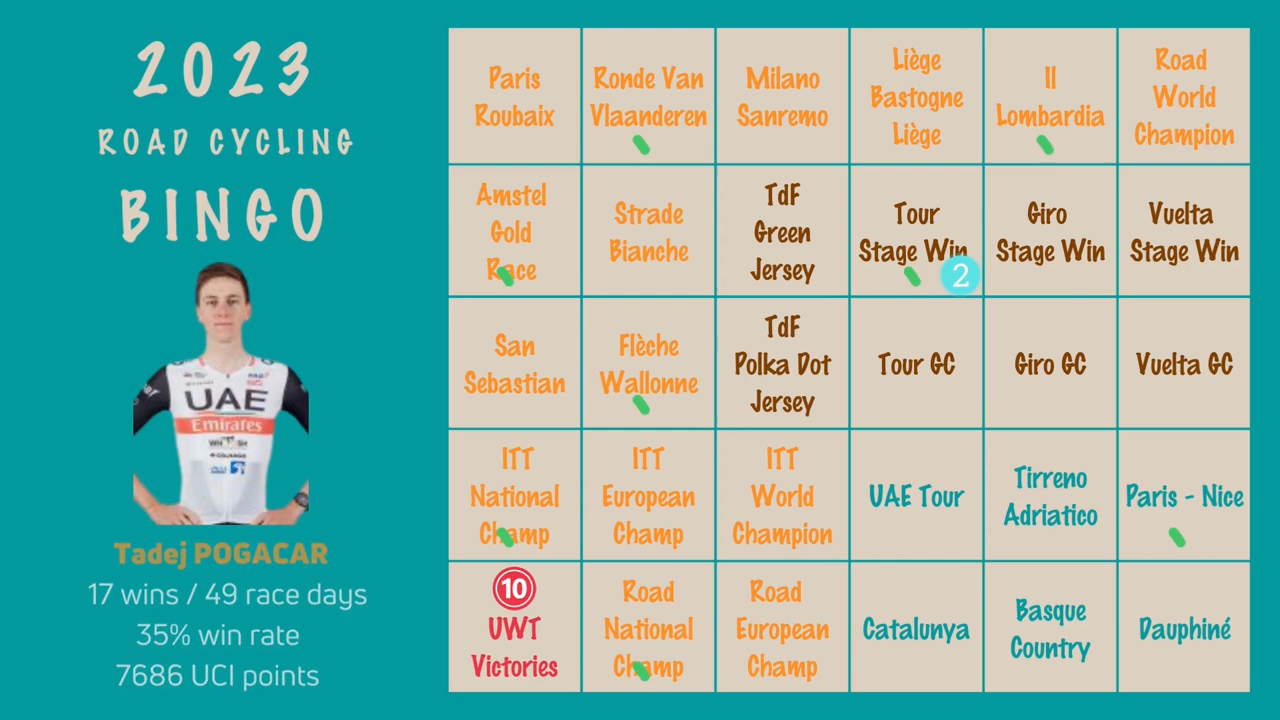 2023
ROAD CYCLING
BINGO
UAE
Emirates
Tadej POGACAR
17 wins / 49 race days
35% win rate
7686 UCI points
Paris
Roubaix
Ronde Van
Vlaanderen
Milano
Sanremo
Liège
Bastogne
Liège
Il
Lombardia
Road
World
Champion
Amstel
Gold
Race
Strade
Bianche
TdF
Green
Jersey
Tour
Stage Win
2
Giro
Stage Win
Vuelta
Stage Win
San
Sebastian
Flèche
Wallonne
TdF
Polka Dot
Jersey
Tour GC
Giro GC
Vuelta GC
ITT
National
Champ
ITT
European
Champ
ITT
World
Champion
UAE Tour
Tirreno
Adriatico
Paris - Nice
10
UWT
Victories
Road
National
Champ
Road
European
Champ
Catalunya
Basque
Country
Dauphiné